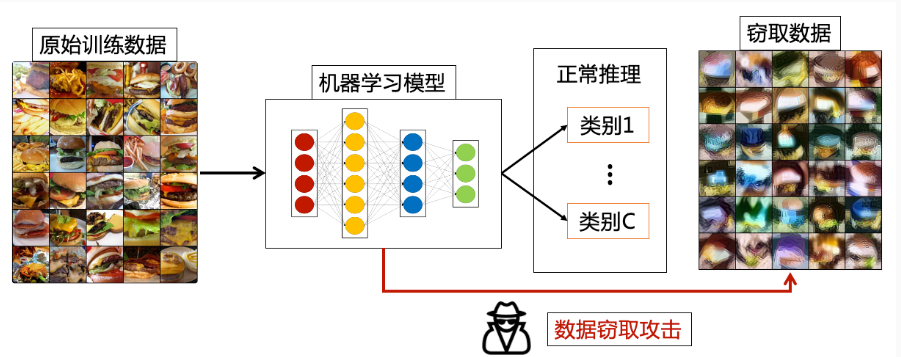 原始训练数据
机器学习模型
正常推理
类别1
类别C
窃取数据
数据窃取攻击